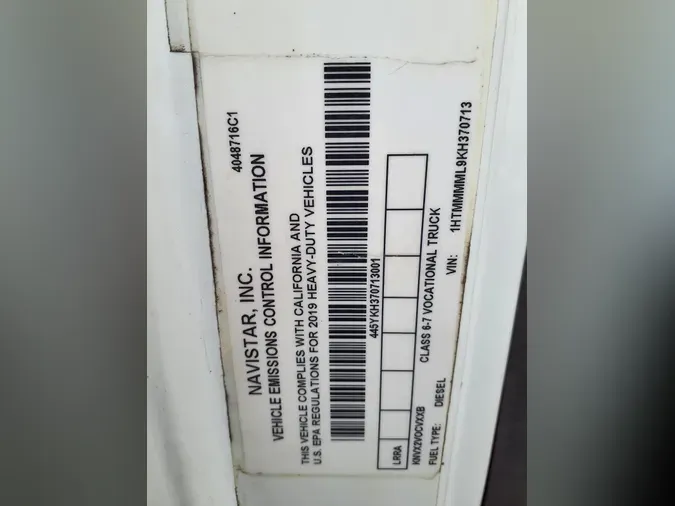 4048716C1
NAVISTAR, INC.
VEHICLE EMISSIONS CONTROL INFORMATION
THIS VEHICLE COMPLIES WITH CALIFORNIA AND
U.S. EPA REGULATIONS FOR 2019 HEAVY-DUTY VEHICLES
445YKH370713001
LRRA
KNVX2VOCVXXB
CLASS 6-7 VOCATIONAL TRUCK
FUEL TYPE: DIESEL
VIN: 1HTMMMML9KH370713